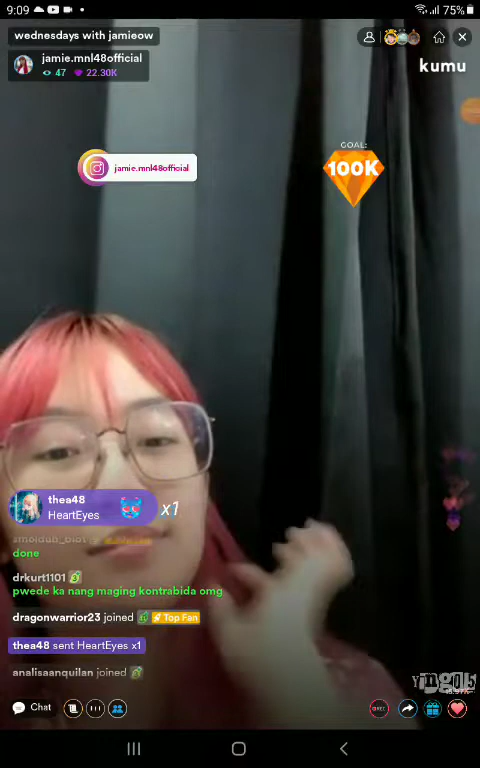 9:09
75%
wednesdays with jamieow
jamie.mnl48official
47 22.30K
kumu
GOAL:
100K
jamie.mnl48official
thea48
HeartEyes
x1
done
drkurt1101
pwede ka nang maging kontrabida omg
dragonwarrior23 joined Top Fan
thea48 sent HeartEyes x1
analisaanquilan joined
Chat